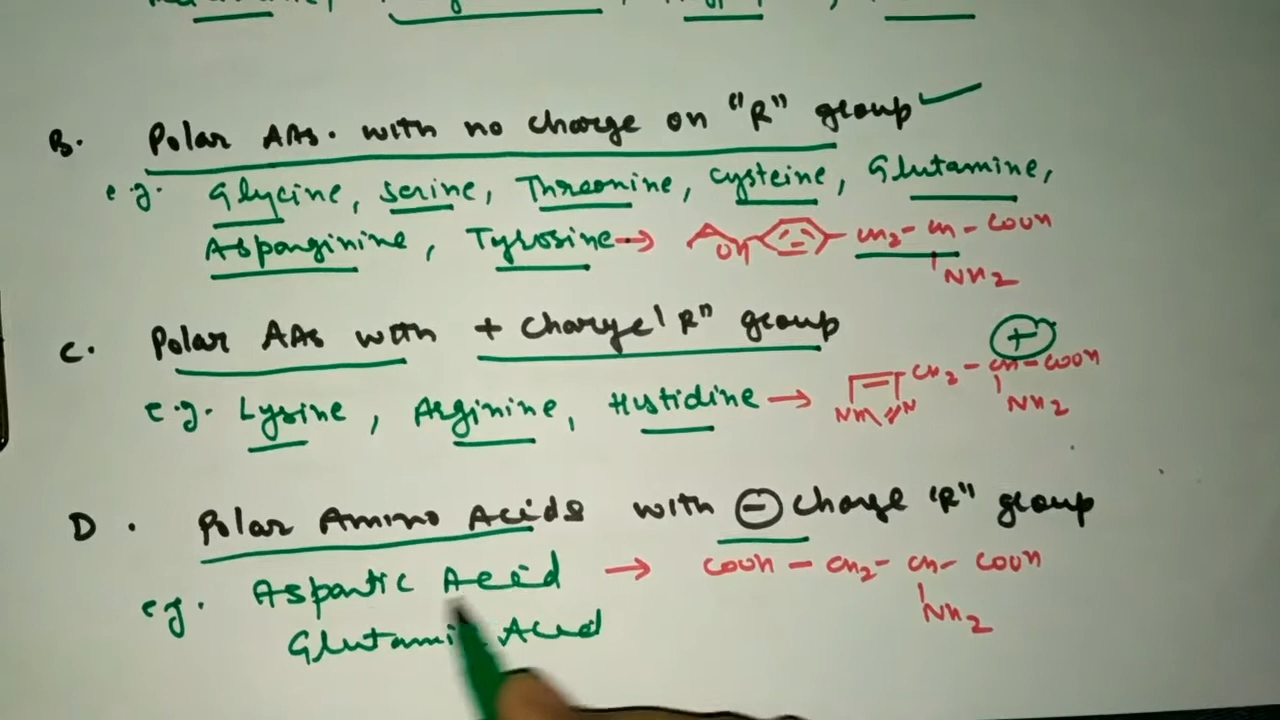 B. Polar AAs. with no charge on "R" group
e.g. Glycine, Serine, Threonine, Cysteine, Glutamine,
Asparginine, Tyrosine → OH CH2 - CH - COOH
NH2
C. Polar AAs with + charge "R" group
+
e.g. Lysine, Arginine, Histidine → NH N CH2 - CH - COOH
NH2
D. Polar Amino Acids with - charge "R" group
e.g. Aspartic Acid → COOH - CH2 - CH - COOH
NH2
Glutamic Acid